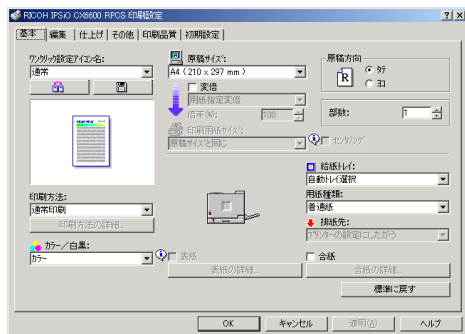 RICOH IPSiO CX6600 RPCS 印刷設定
基本 | 編集 | 仕上げ | その他 | 印刷品質 | 初期設定
ワンクリック設定アイコン名:
通常
印刷方法:
通常印刷
印刷方法の詳細...
カラー/白黒:
カラー
原稿サイズ:
A4 (210 x 297 mm)
変倍
用紙指定変倍
倍率(%):
100
印刷用紙サイズ:
原稿サイズと同じ
表紙
表紙の詳細...
原稿方向
タテ
ヨコ
部数:
1
センタリング
給紙トレイ:
自動トレイ選択
用紙種類:
普通紙
排紙先:
プリンターの設定にしたがう
合紙
合紙の詳細...
標準に戻す
OK
キャンセル
適用(A)
ヘルプ